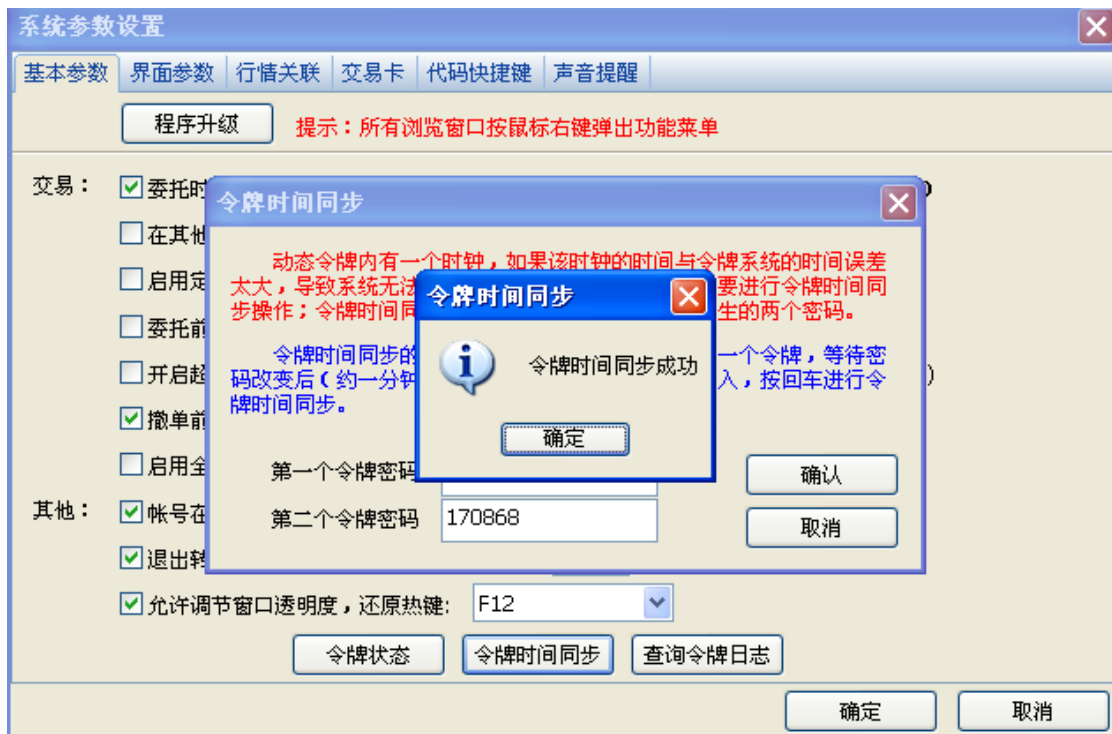 系统参数设置
基本参数 界面参数 行情关联 交易卡 代码快捷键 声音提醒
程序升级 提示：所有浏览窗口按鼠标右键弹出功能菜单
交易： 委托时
在其他
启用定
委托前
开启超 )
撤单前
启用全
其他： 帐号在
退出转
允许调节窗口透明度，还原热键: F12
令牌状态 令牌时间同步 查询令牌日志
确定 取消
令牌时间同步
动态令牌内有一个时钟，如果该时钟的时间与令牌系统的时间误差
太大，导致系统无法 要进行令牌时间同
步操作；令牌时间同 生的两个密码。
令牌时间同步的 一个令牌，等待密
码改变后(约一分钟 入，按回车进行令
牌时间同步。
第一个令牌密码 确认
第二个令牌密码 170868 取消
令牌时间同步
令牌时间同步成功
确定